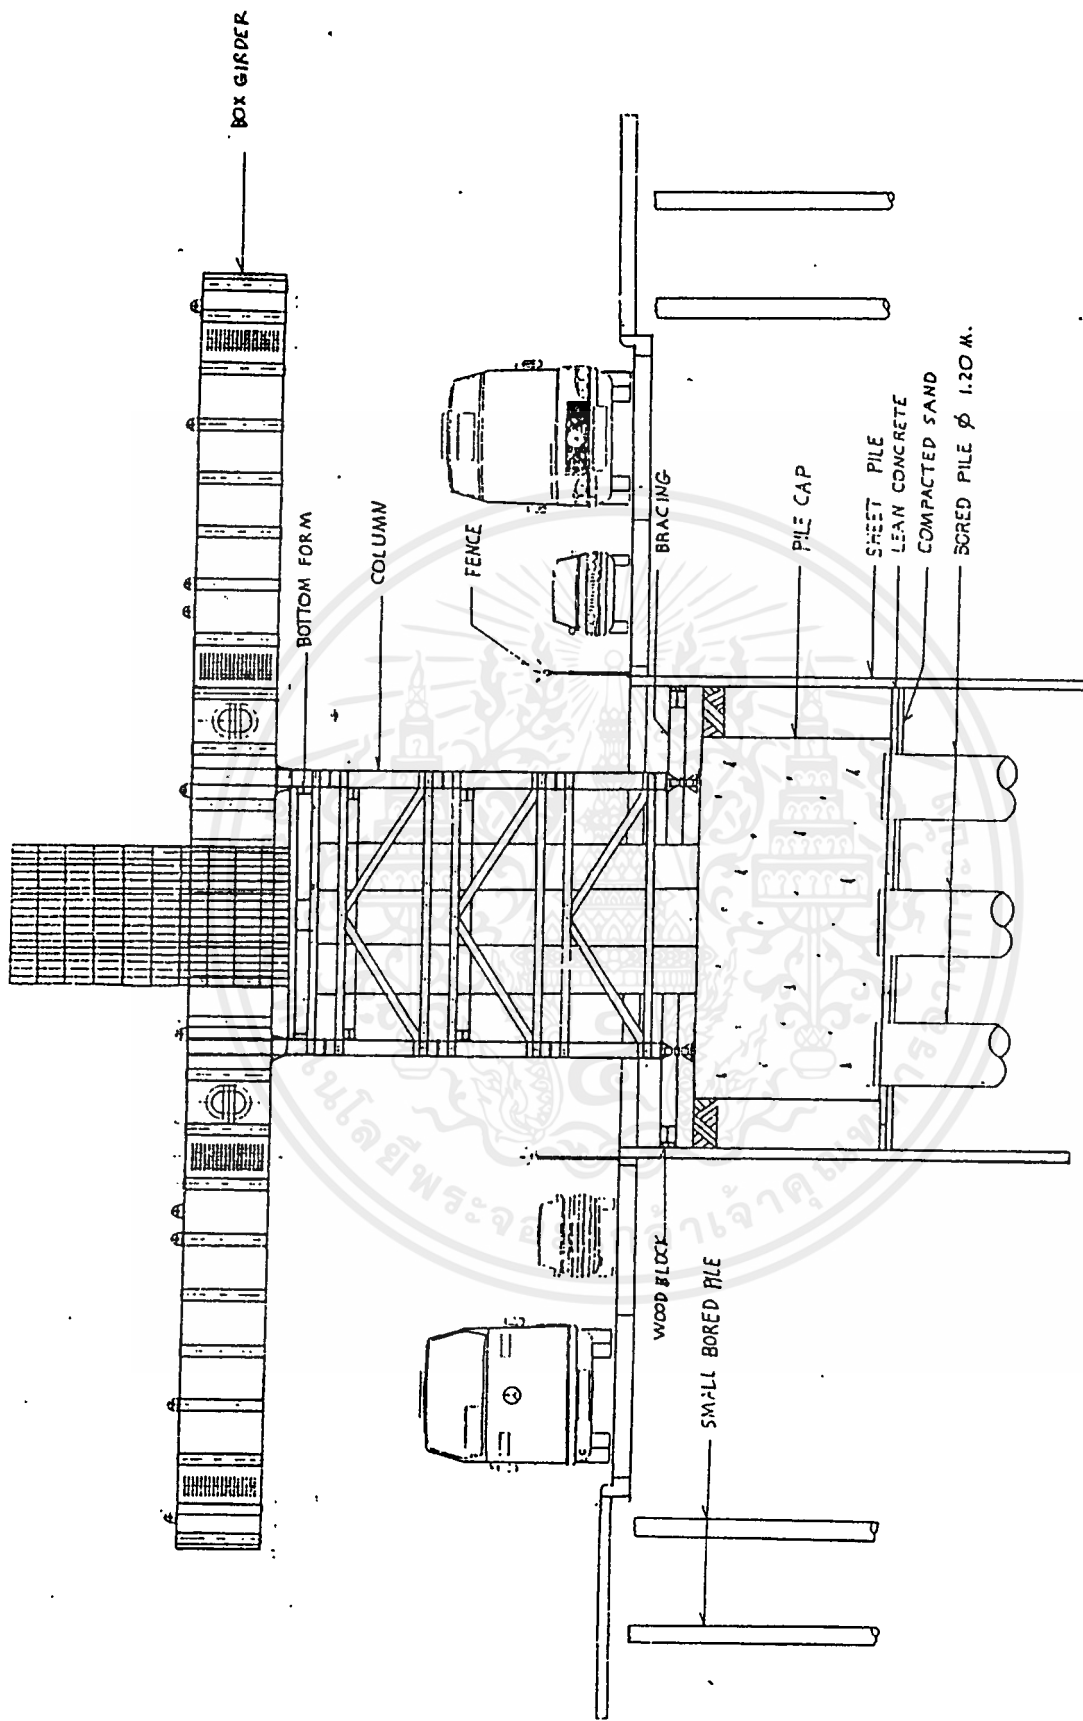 BOX GIRDER
BOTTOM FORM
COLUMN
FENCE
BRACING
PILE CAP
SHEET PILE
LEAN CONCRETE
COMPACTED SAND
BORED PILE Ø 1.20 M.
WOOD BLOCK
SMALL BORED PILE